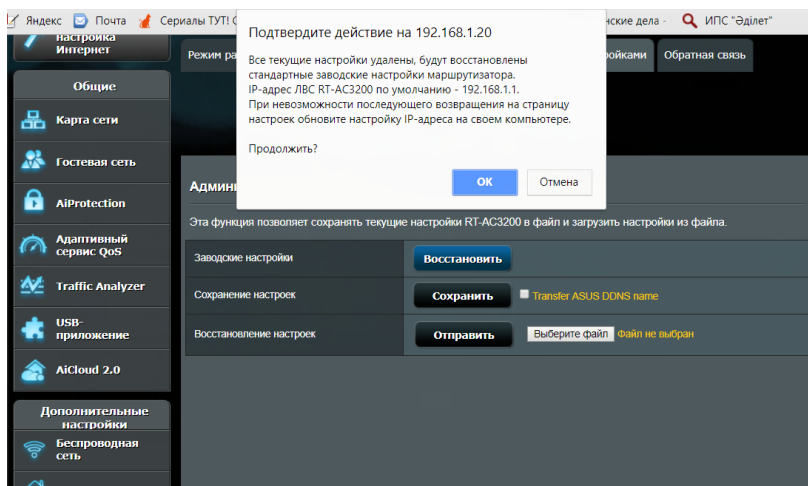 Яндекс Почта Сериалы ТУТ!
нские дела - ИПС "Әділет"
Настройка
Интернет
Режим ра
ройками Обратная связь
Подтвердите действие на 192.168.1.20
Все текущие настройки удалены, будут восстановлены
стандартные заводские настройки маршрутизатора.
IP-адрес ЛВС RT-AC3200 по умолчанию - 192.168.1.1.
При невозможности последующего возвращения на страницу
настроек обновите настройку IP-адреса на своем компьютере.
Продолжить?
ОК Отмена
Общие
Карта сети
Гостевая сеть
AiProtection
Адаптивный
сервис QoS
Traffic Analyzer
USB-
приложение
AiCloud 2.0
Дополнительные
настройки
Беспроводная
сеть
Админ
Эта функция позволяет сохранять текущие настройки RT-AC3200 в файл и загрузить настройки из файла.
Заводские настройки Восстановить
Сохранение настроек Сохранить Transfer ASUS DDNS name
Восстановление настроек Отправить Выберите файл Файл не выбран